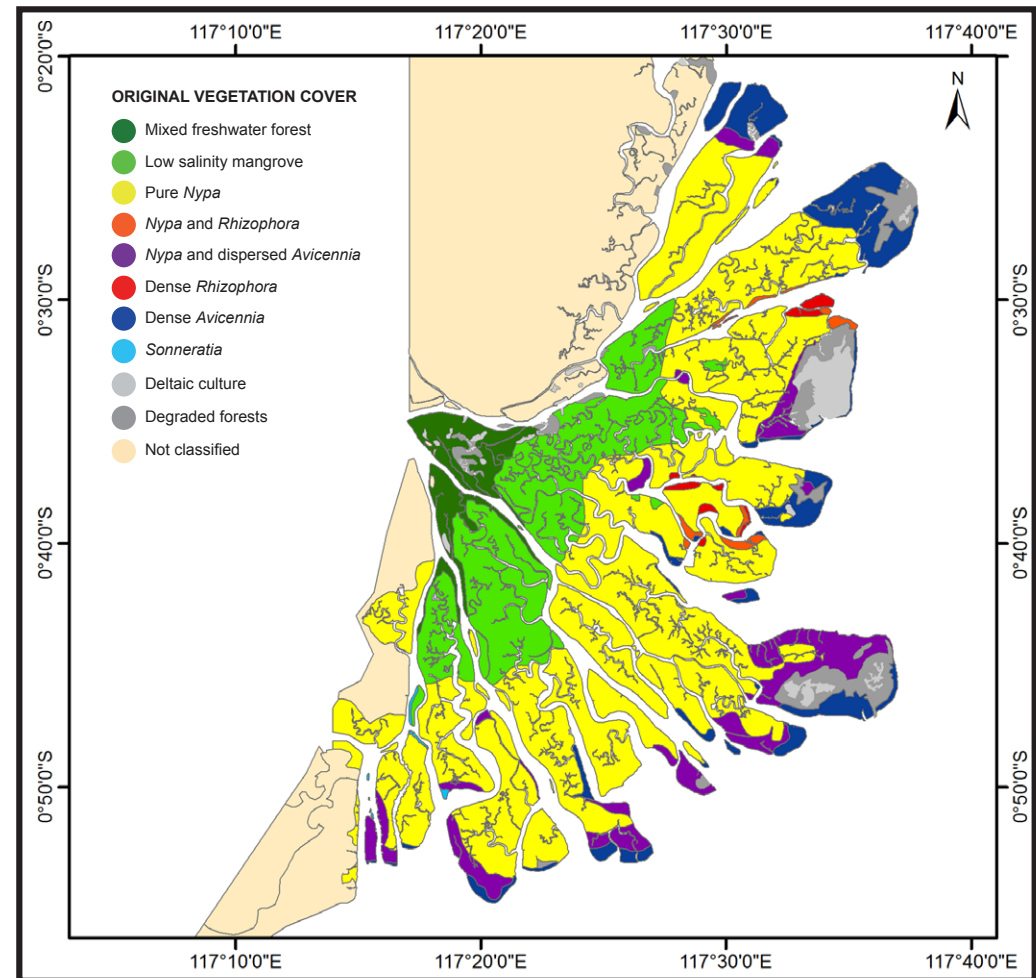 117°10'0"E 117°20'0"E 117°30'0"E 117°40'0"E
0°20'0"S
0°20'0"S
N
ORIGINAL VEGETATION COVER
Mixed freshwater forest
Low salinity mangrove
Pure Nypa
Nypa and Rhizophora
Nypa and dispersed Avicennia
Dense Rhizophora
Dense Avicennia
Sonneratia
Deltaic culture
Degraded forests
Not classified
0°30'0"S
0°30'0"S
0°40'0"S
0°40'0"S
0°50'0"S
0°50'0"S
117°10'0"E 117°20'0"E 117°30'0"E 117°40'0"E